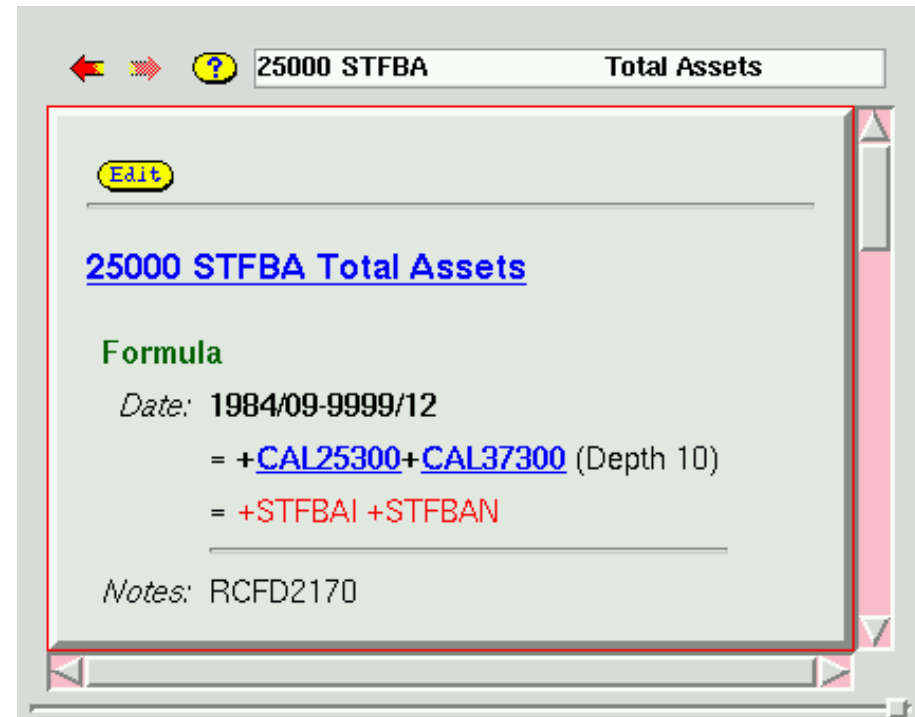 ? 25000 STFBA Total Assets
Edit
25000 STFBA Total Assets
Formula
Date: 1984/09-9999/12
= +CAL25300+CAL37300 (Depth 10)
= +STFBAI +STFBAN
Notes: RCFD2170